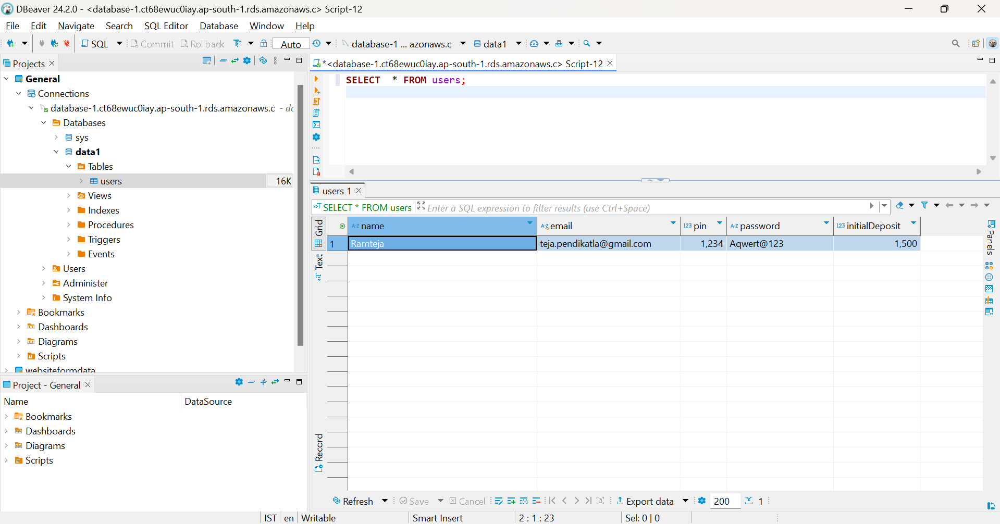 DBeaver 24.2.0 - <database-1.ct68ewuc0iay.ap-south-1.rds.amazonaws.c> Script-12
File Edit Navigate Search SQL Editor Database Window Help
SQL Commit Rollback Auto database-1 ... azonaws.c data1
Projects
General
Connections
database-1.ct68ewuc0iay.ap-south-1.rds.amazonaws.c
Databases
sys
data1
Tables
users 16K
Views
Indexes
Procedures
Triggers
Events
Users
Administer
System Info
Bookmarks
Dashboards
Diagrams
Scripts
websiteformdata
Project - General
Name DataSource
Bookmarks
Dashboards
Diagrams
Scripts
*<database-1.ct68ewuc0iay.ap-south-1.rds.amazonaws.c> Script-12
SELECT * FROM users;
users 1
SELECT * FROM users Enter a SQL expression to filter results (use Ctrl+Space)
Grid
Text
Record
A-Z name A-Z email 123 pin A-Z password 123 initialDeposit
1 Ramteja teja.pendikatla@gmail.com 1,234 Aqwert@123 1,500
Panels
Refresh Save Cancel Export data 200 1
IST en Writable Smart Insert 2 : 1 : 23 Sel: 0 | 0